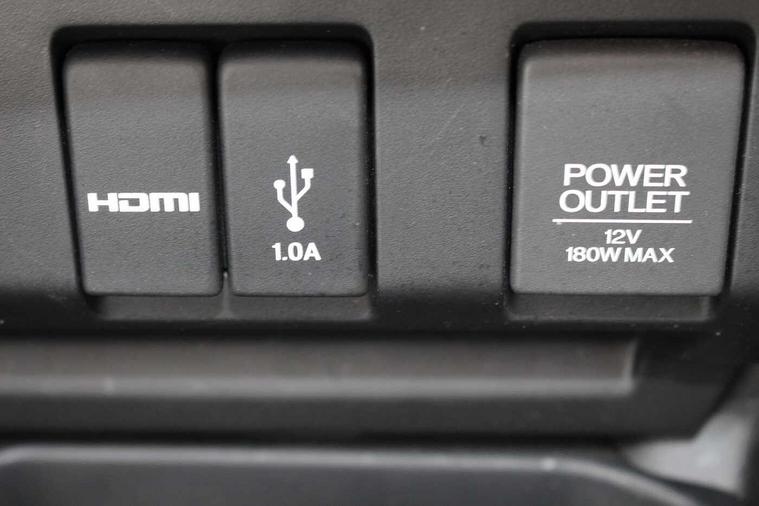 HDMI
1.0A
POWER
OUTLET
12V
180W MAX